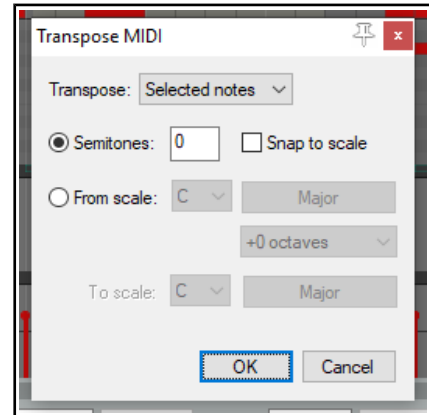 Transpose MIDI
x
Transpose: Selected notes
Semitones: 0 Snap to scale
From scale: C Major
+0 octaves
To scale: C Major
OK Cancel